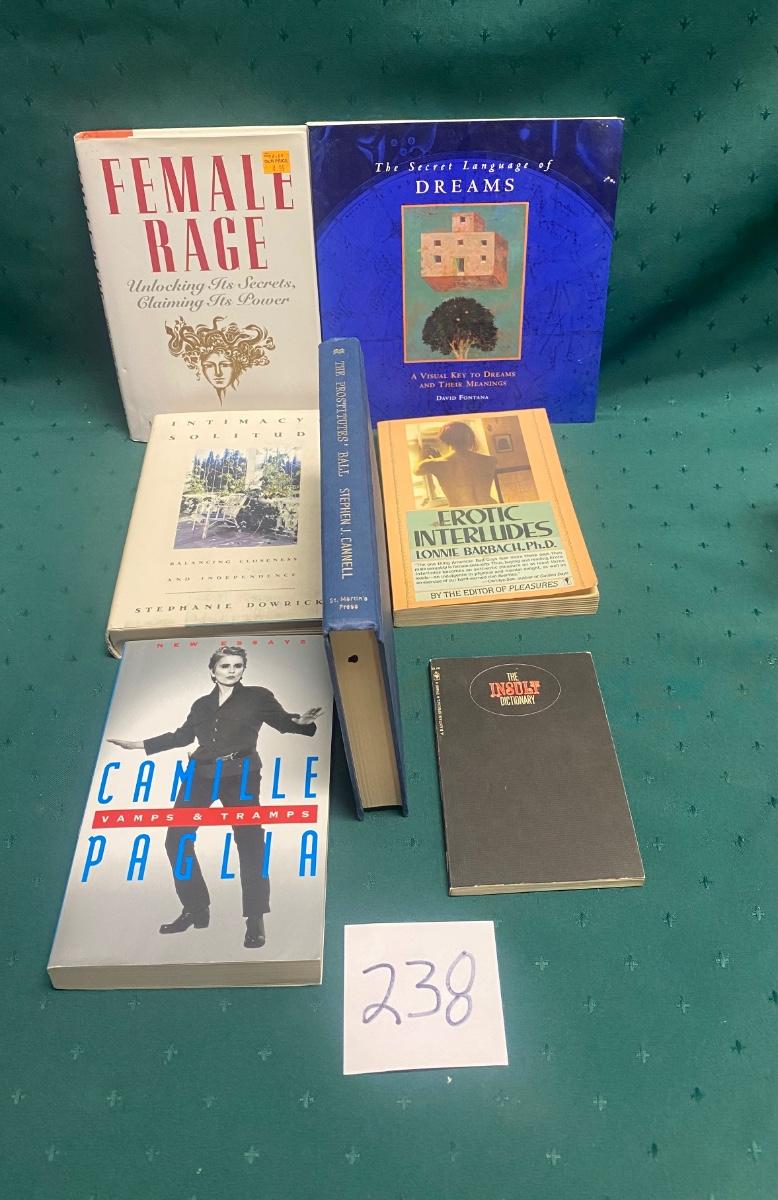 FEMALE
RAGE
Unlocking Its Secrets,
Claiming Its Power
OUR PRICE
The Secret Language of
DREAMS
A VISUAL KEY TO DREAMS
AND THEIR MEANINGS
DAVID FONTANA
INTIMACY
SOLITUD
BALANCING CLOSENESS
AND INDEPENDENCE
STEPHANIE DOWRICK
THE PROSTITUTES' BALL STEPHEN J. CANNELL
St. Martin's
Press
EROTIC
INTERLUDES
LONNIE BARBACH, Ph.D.
BY THE EDITOR OF PLEASURES
NEW ESSAYS
CAMILLE
VAMPS & TRAMPS
PAGLIA
THE
INSULT
DICTIONARY
238